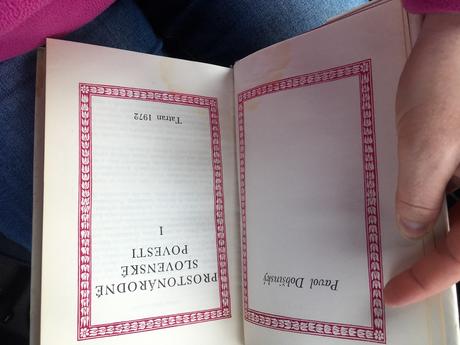 Pavol Dobšinský
PROSTONÁRODNÉ
SLOVENSKÉ
POVESTI
I
Tatran 1972